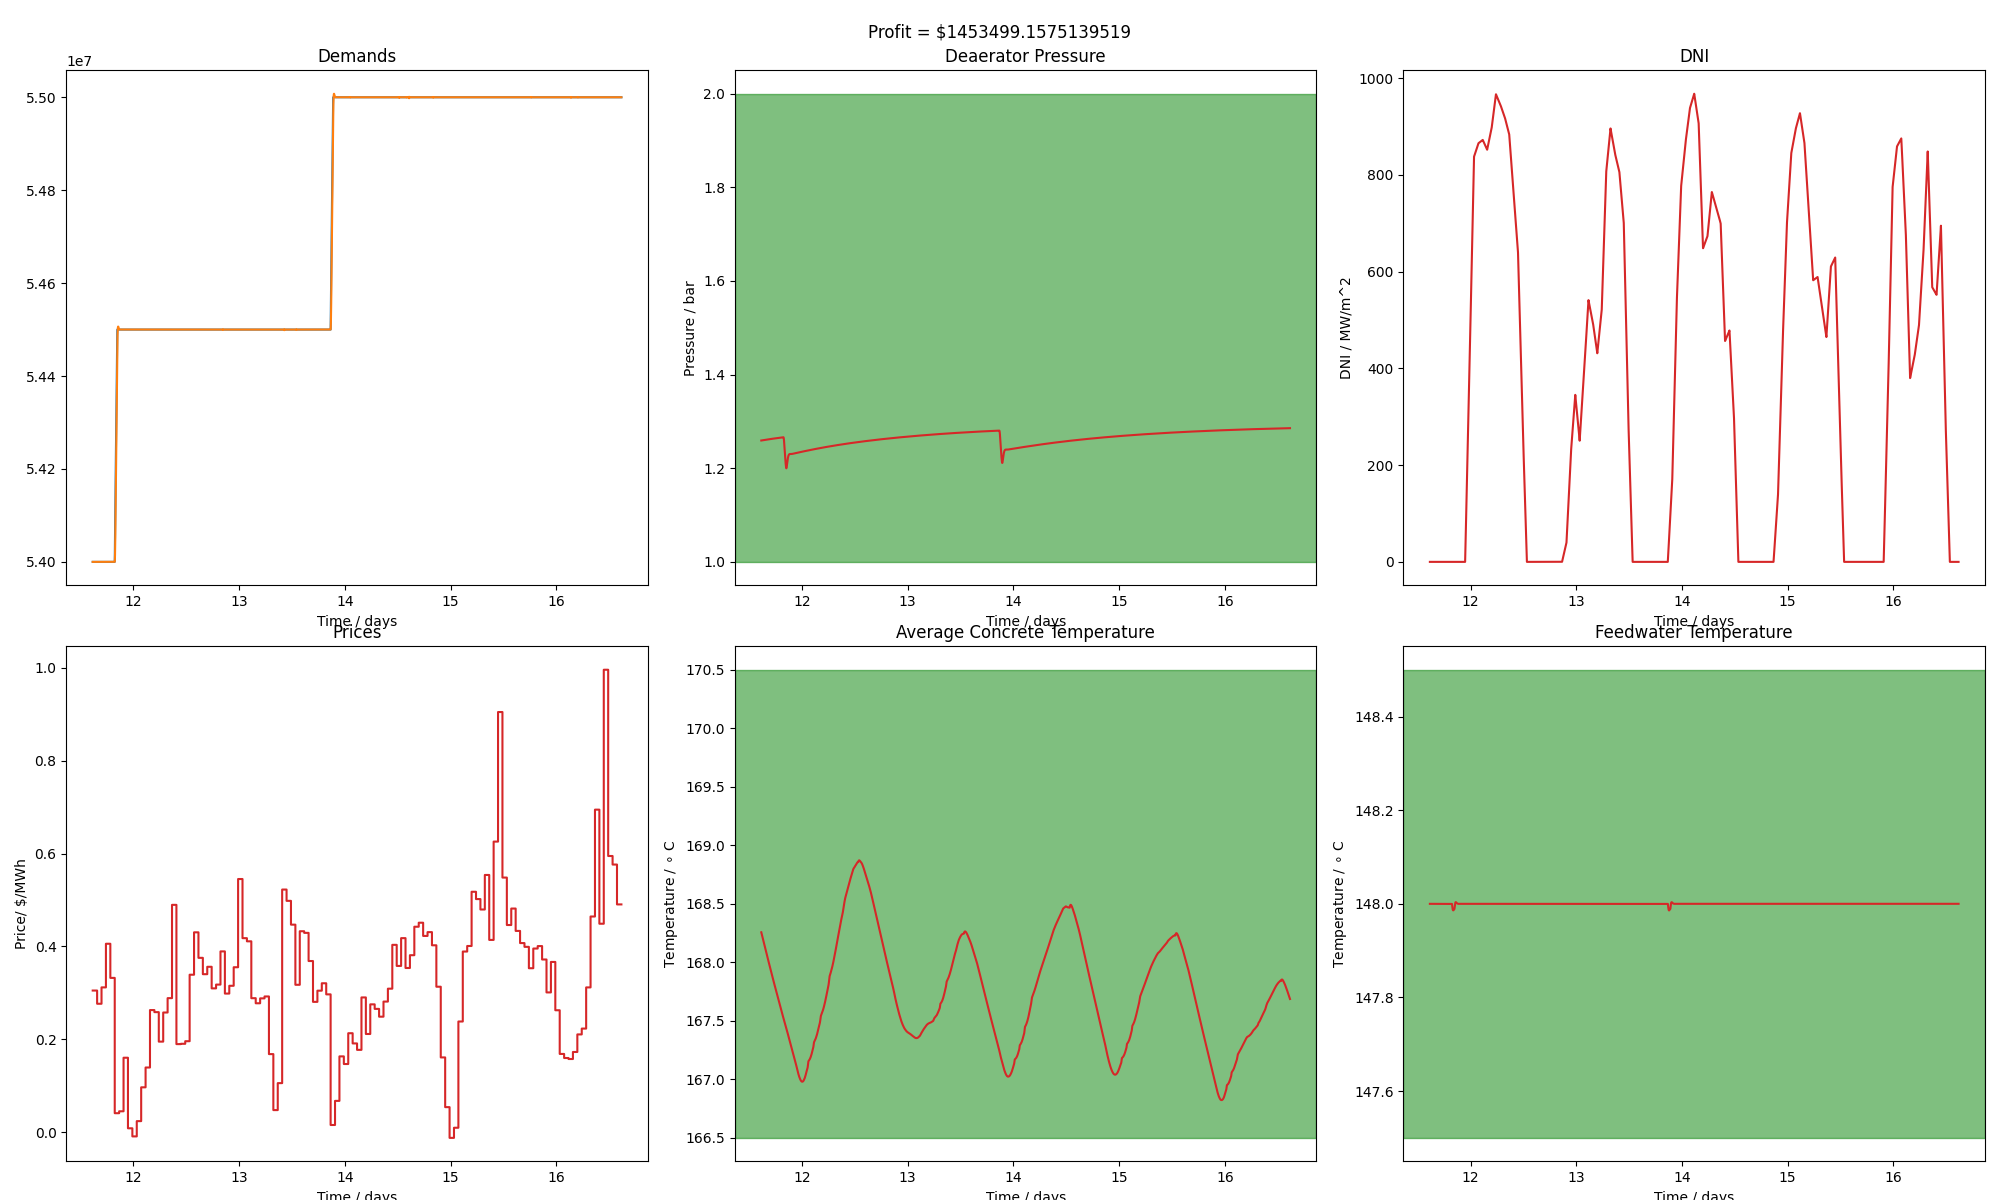 Profit = $1453499.1575139519
Demands
1e7
5.50
5.48
5.46
5.44
5.42
5.40
12 13 14 15 16
Time / days
Deaerator Pressure
Pressure / bar
2.0
1.8
1.6
1.4
1.2
1.0
12 13 14 15 16
Time / days
DNI
DNI / MW/m^2
1000
800
600
400
200
0
12 13 14 15 16
Time / days
Prices
Price/ $/MWh
1.0
0.8
0.6
0.4
0.2
0.0
12 13 14 15 16
Time / days
Average Concrete Temperature
Temperature / ∘ C
170.5
170.0
169.5
169.0
168.5
168.0
167.5
167.0
166.5
12 13 14 15 16
Time / days
Feedwater Temperature
Temperature / ∘ C
148.4
148.2
148.0
147.8
147.6
12 13 14 15 16
Time / days